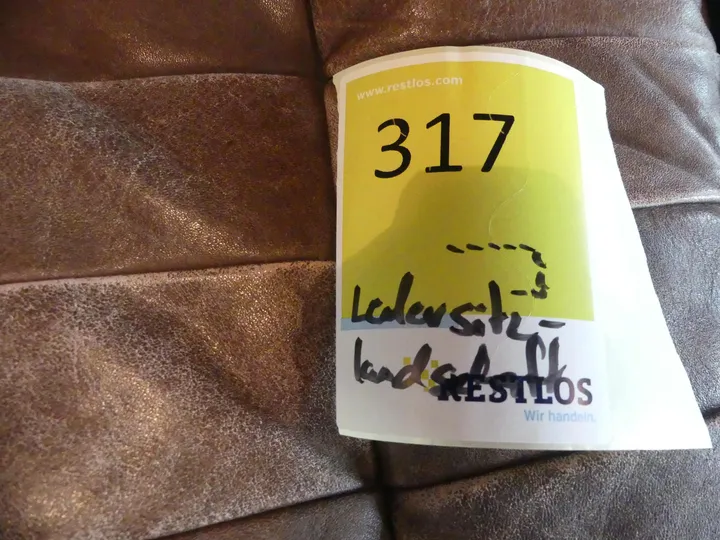 www.restlos.com
317
Ledersitz-
landschaft
RESTLOS
Wir handeln.